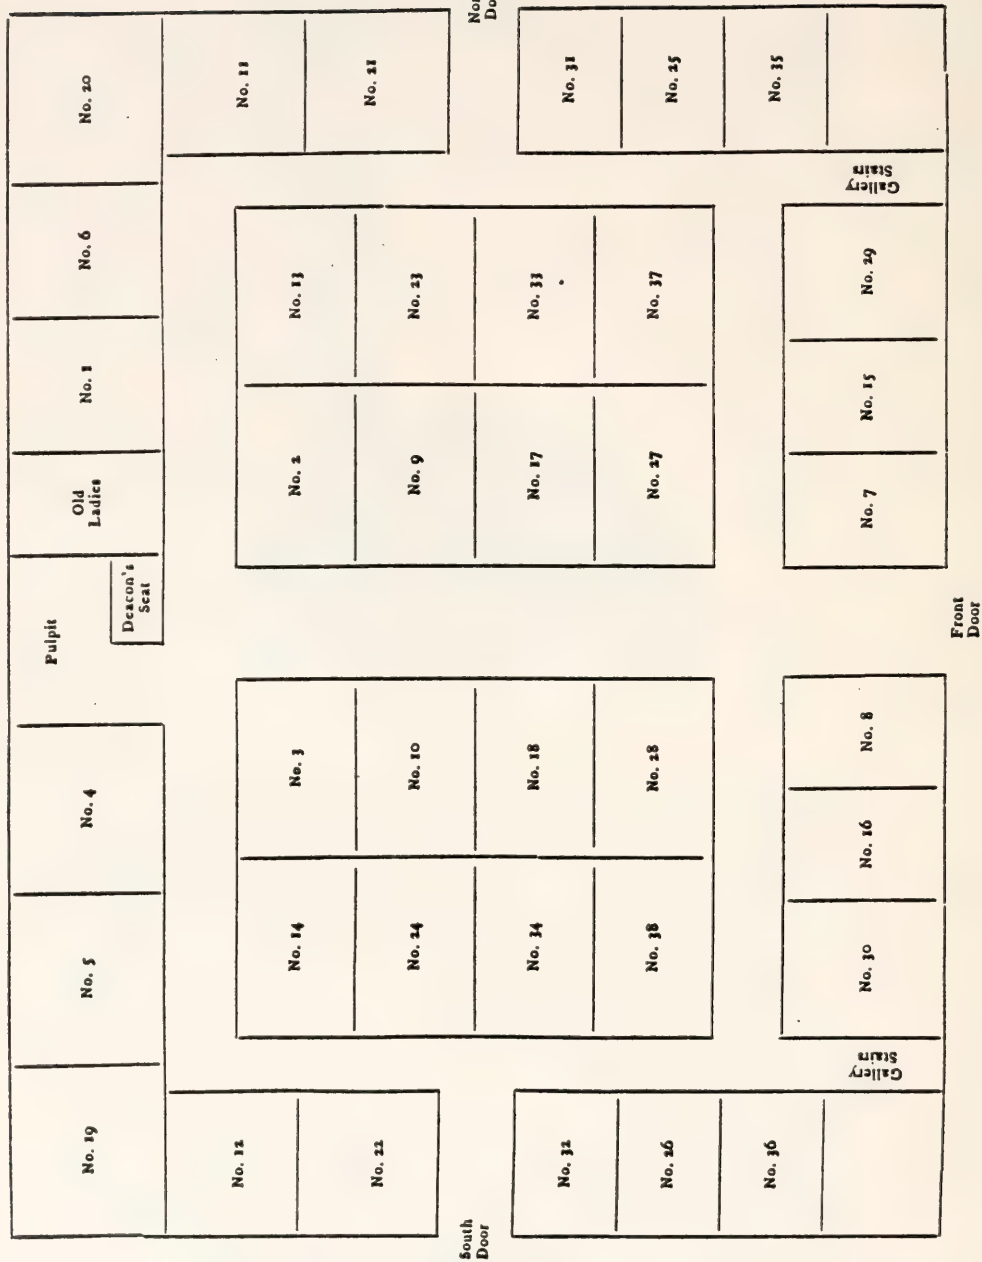 No. 19
No. 5
No. 4
Pulpit
Deacon's
Seat
Old
Ladies
No. 1
No. 6
No. 20
No. 12
No. 14
No. 3
No. 2
No. 13
No. 11
No. 22
No. 24
No. 10
No. 9
No. 23
No. 21
South
Door
No. 32
No. 34
No. 18
No. 17
No. 33
No. 31
No. 26
No. 38
No. 28
No. 27
No. 37
No. 25
No. 36
No. 35
Gallery
Stairs
No. 30
No. 16
No. 8
No. 7
No. 15
No. 29
Gallery
Stairs
Front
Door